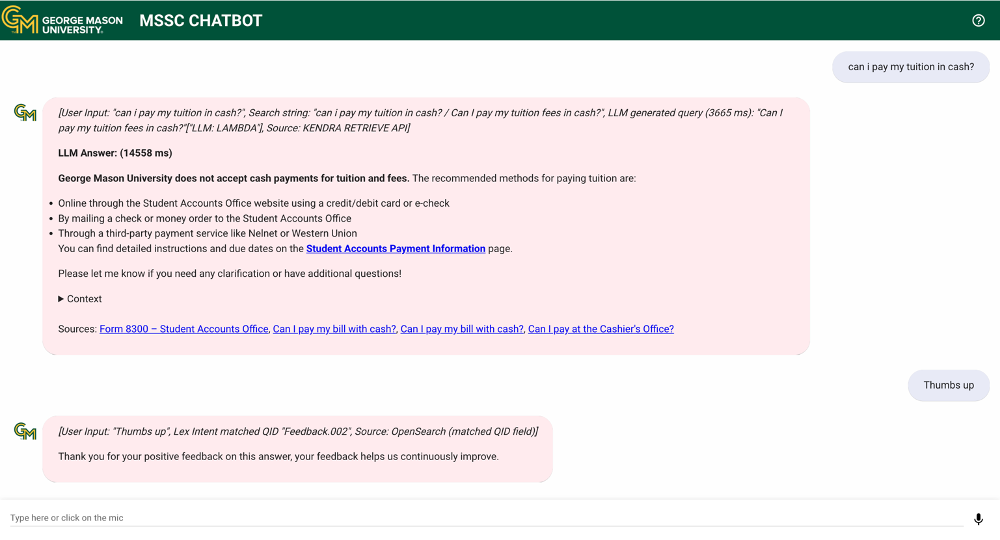 GEORGE MASON
UNIVERSITY®
MSSC CHATBOT
can i pay my tuition in cash?
[User Input: "can i pay my tuition in cash?", Search string: "can i pay my tuition in cash? / Can I pay my tuition fees in cash?", LLM generated query (3665 ms): "Can I
pay my tuition fees in cash?"["LLM: LAMBDA"], Source: KENDRA RETRIEVE API]
LLM Answer: (14558 ms)
George Mason University does not accept cash payments for tuition and fees. The recommended methods for paying tuition are:
• Online through the Student Accounts Office website using a credit/debit card or e-check
• By mailing a check or money order to the Student Accounts Office
• Through a third-party payment service like Nelnet or Western Union
You can find detailed instructions and due dates on the Student Accounts Payment Information page.
Please let me know if you need any clarification or have additional questions!
▶ Context
Sources: Form 8300 – Student Accounts Office, Can I pay my bill with cash?, Can I pay my bill with cash?, Can I pay at the Cashier's Office?
Thumbs up
[User Input: "Thumbs up", Lex Intent matched QID "Feedback.002", Source: OpenSearch (matched QID field)]
Thank you for your positive feedback on this answer, your feedback helps us continuously improve.
Type here or click on the mic